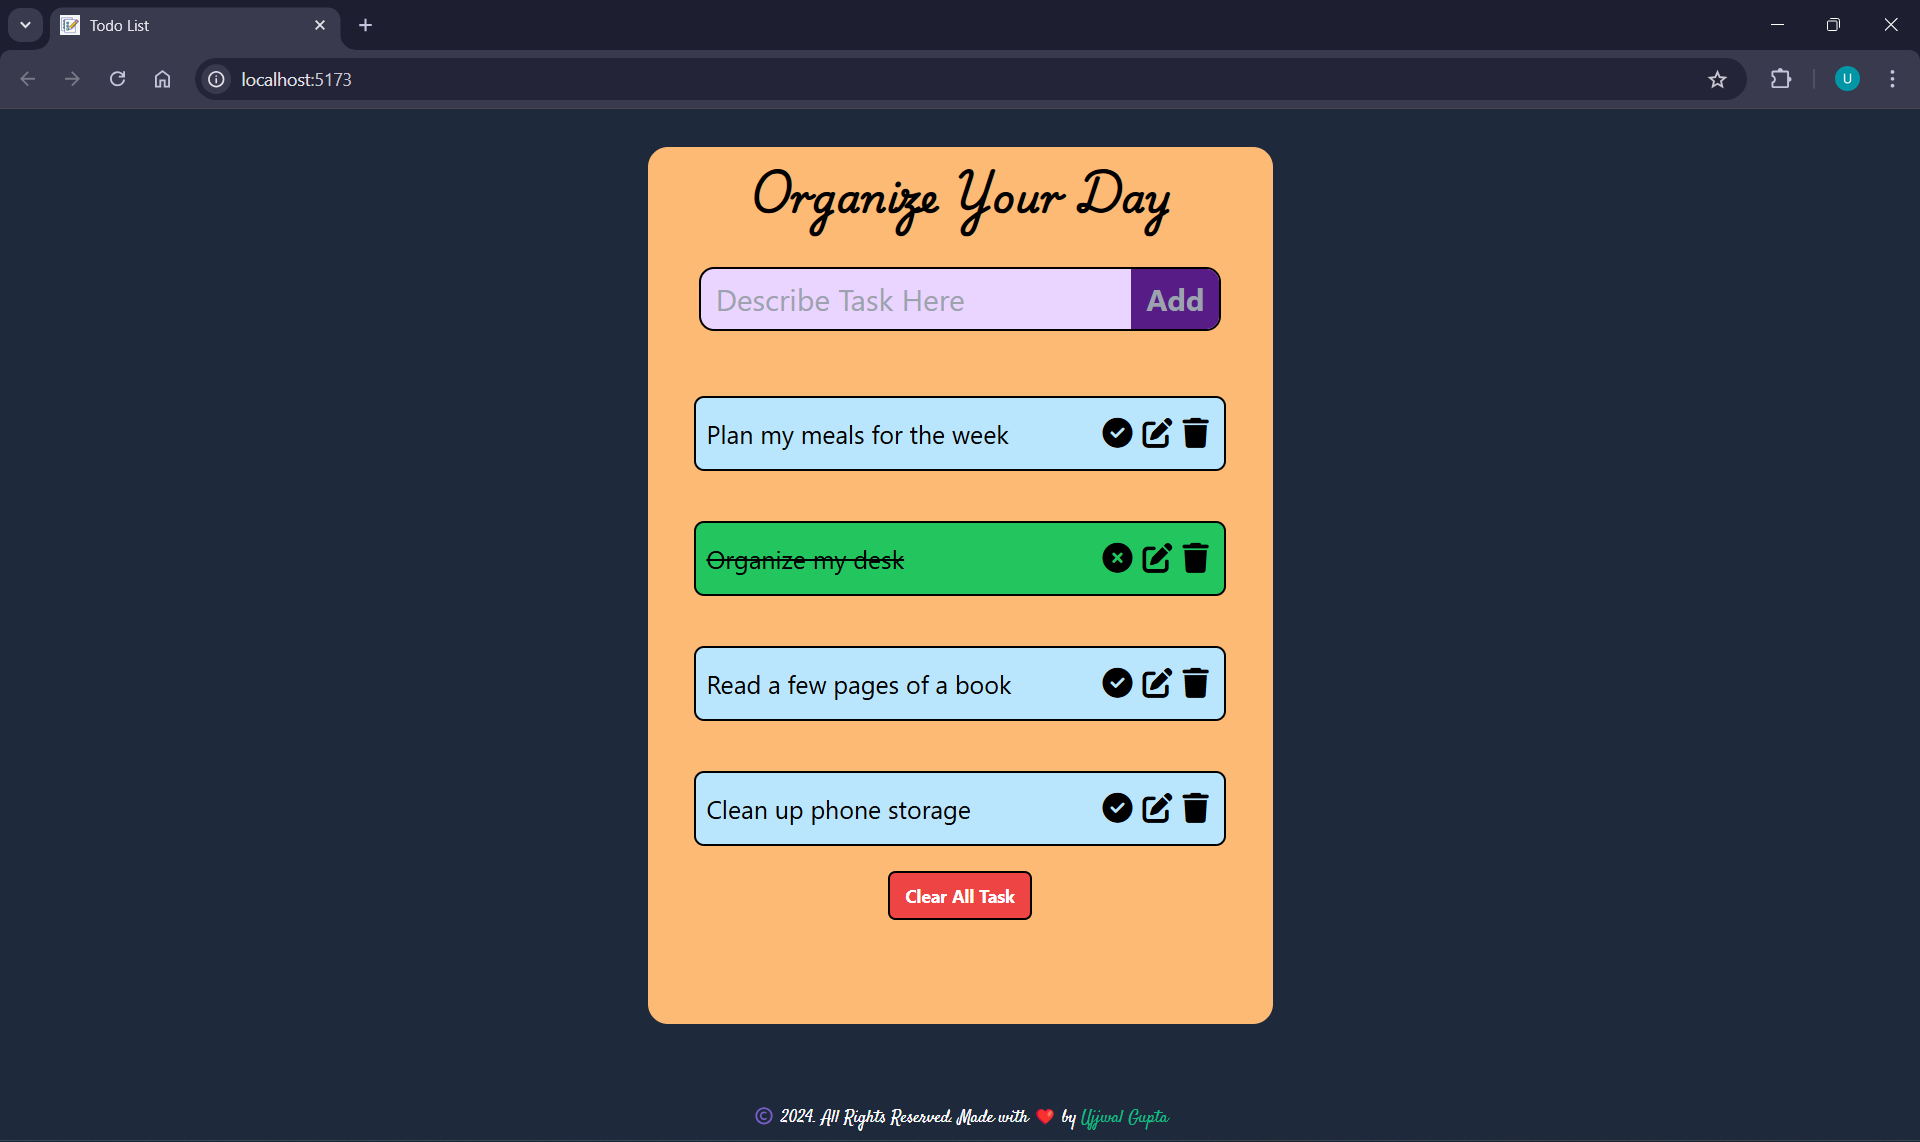 Todo List
localhost:5173
U
Organize Your Day
Describe Task Here Add
Plan my meals for the week
Organize my desk
Read a few pages of a book
Clean up phone storage
Clear All Task
© 2024. All Rights Reserved. Made with ❤️ by Ujjwal Gupta